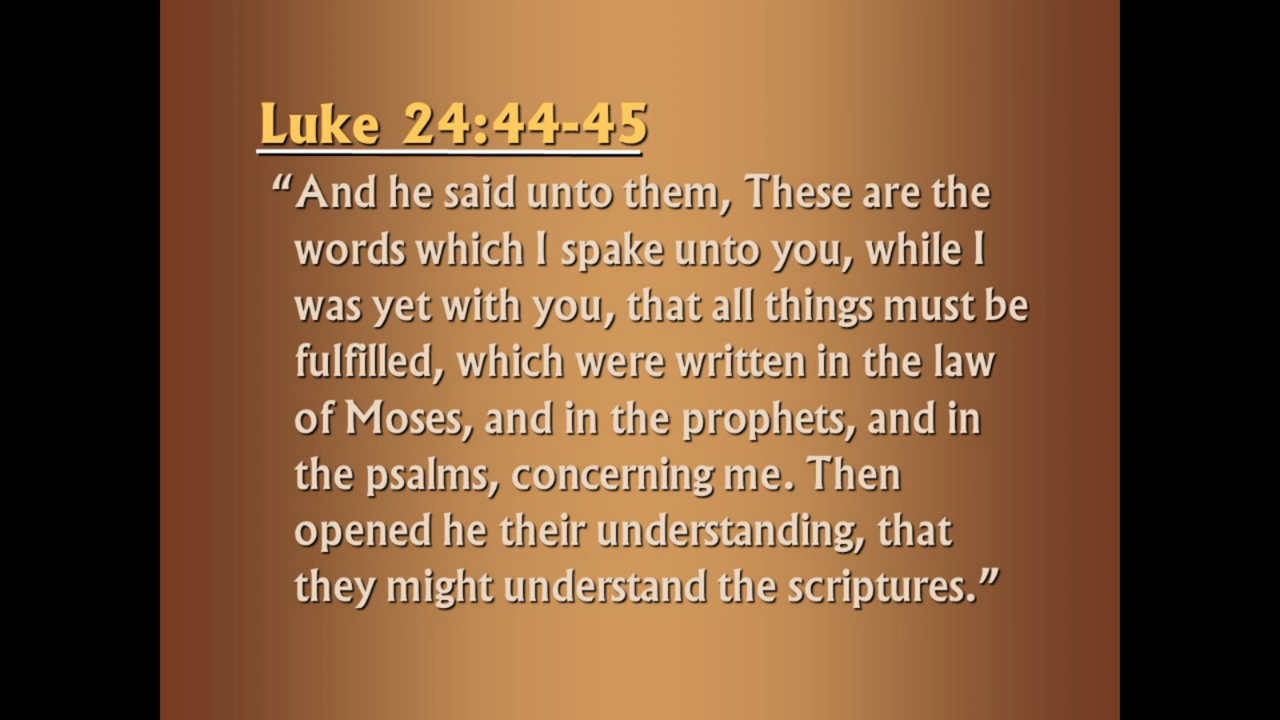 Luke 24:44-45
“And he said unto them, These are the
words which I spake unto you, while I
was yet with you, that all things must be
fulfilled, which were written in the law
of Moses, and in the prophets, and in
the psalms, concerning me. Then
opened he their understanding, that
they might understand the scriptures.”